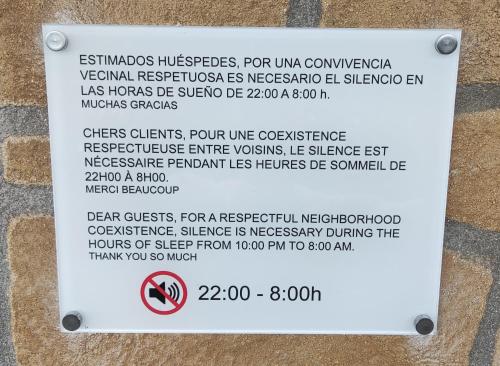 ESTIMADOS HUÉSPEDES, POR UNA CONVIVENCIA
VECINAL RESPETUOSA ES NECESARIO EL SILENCIO EN
LAS HORAS DE SUEÑO DE 22:00 A 8:00 h.
MUCHAS GRACIAS
CHERS CLIENTS, POUR UNE COEXISTENCE
RESPECTUEUSE ENTRE VOISINS, LE SILENCE EST
NÉCESSAIRE PENDANT LES HEURES DE SOMMEIL DE
22H00 À 8H00.
MERCI BEAUCOUP
DEAR GUESTS, FOR A RESPECTFUL NEIGHBORHOOD
COEXISTENCE, SILENCE IS NECESSARY DURING THE
HOURS OF SLEEP FROM 10:00 PM TO 8:00 AM.
THANK YOU SO MUCH
22:00 - 8:00h